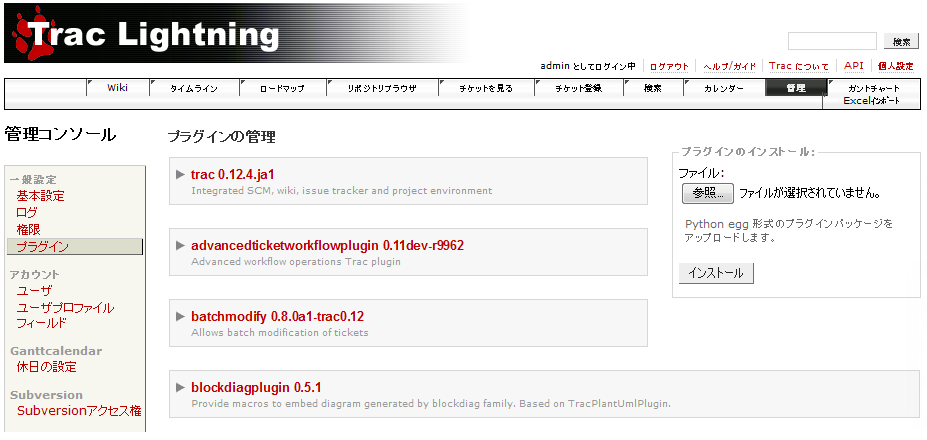 Trac Lightning
検索
admin としてログイン中
ログアウト
ヘルプ/ガイド
Trac について
API
個人設定
Wiki
タイムライン
ロードマップ
リポジトリブラウザ
チケットを見る
チケット登録
検索
カレンダー
管理
ガントチャート
Excelインポート
管理コンソール
一般設定
基本設定
ログ
権限
プラグイン
アカウント
ユーザ
ユーザプロファイル
フィールド
Ganttcalendar
休日の設定
Subversion
Subversionアクセス権
プラグインの管理
trac 0.12.4.ja1
Integrated SCM, wiki, issue tracker and project environment
advancedticketworkflowplugin 0.11dev-r9962
Advanced workflow operations Trac plugin
batchmodify 0.8.0a1-trac0.12
Allows batch modification of tickets
blockdiagplugin 0.5.1
Provide macros to embed diagram generated by blockdiag family. Based on TracPlantUmlPlugin.
プラグインのインストール:
ファイル:
参照... ファイルが選択されていません。
Python egg 形式のプラグインパッケージを
アップロードします。
インストール